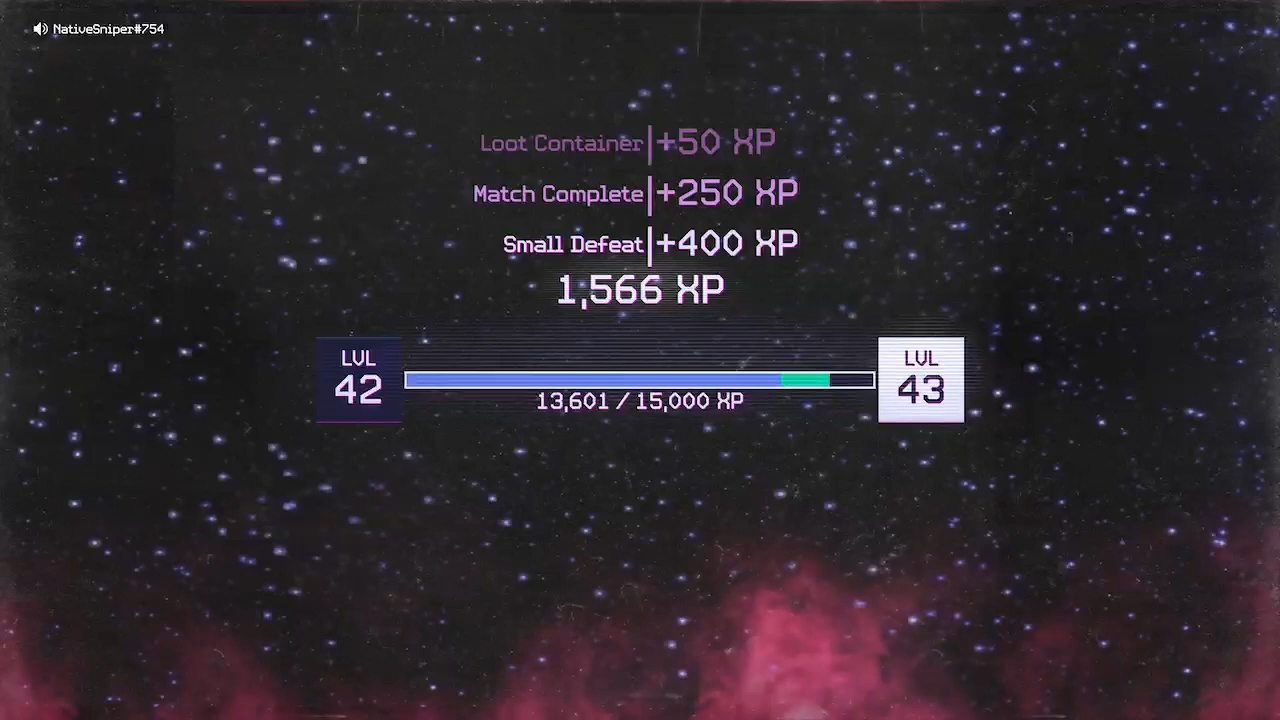 NativeSniper#754
Loot Container +50 XP
Match Complete +250 XP
Small Defeat +400 XP
1,566 XP
LVL 42
LVL 43
13,601 / 15,000 XP